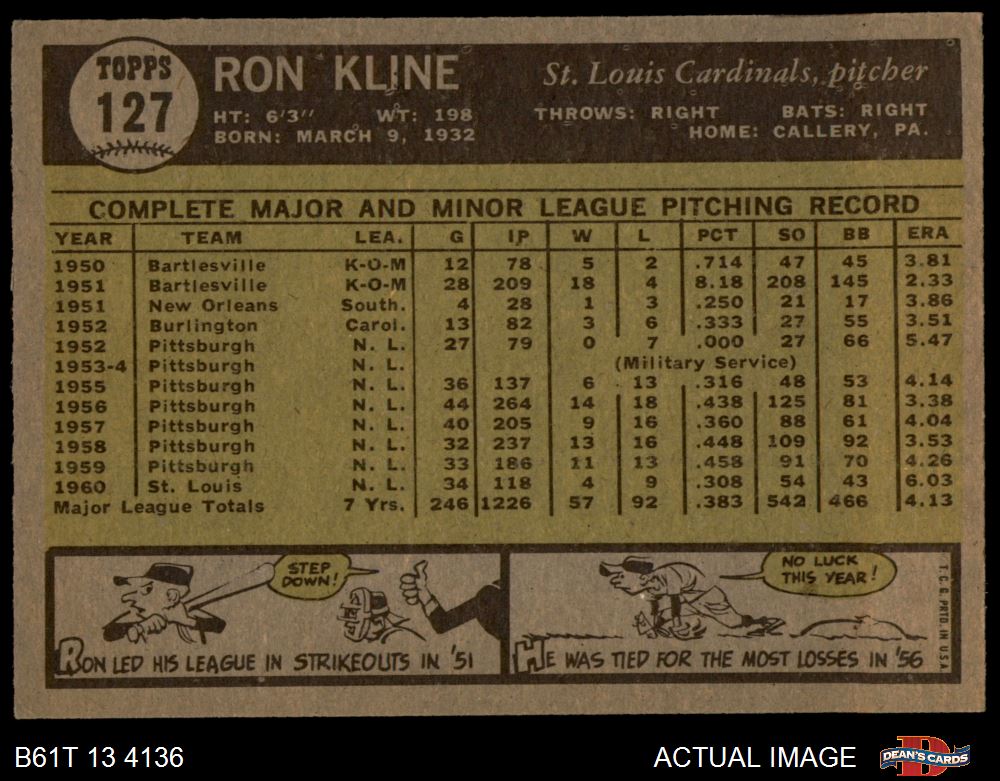 TOPPS
127
RON KLINE St. Louis Cardinals, pitcher
HT: 6'3" WT: 198 THROWS: RIGHT BATS: RIGHT
BORN: MARCH 9, 1932 HOME: CALLERY, PA.
COMPLETE MAJOR AND MINOR LEAGUE PITCHING RECORD
YEAR TEAM LEA. G IP W L PCT SO BB ERA
1950 Bartlesville K-O-M 12 78 5 2 .714 47 45 3.81
1951 Bartlesville K-O-M 28 209 18 4 8.18 208 145 2.33
1951 New Orleans South. 4 28 1 3 .250 21 17 3.86
1952 Burlington Carol. 13 82 3 6 .333 27 55 3.51
1952 Pittsburgh N. L. 27 79 0 7 .000 27 66 5.47
1953-4 Pittsburgh N. L. (Military Service)
1955 Pittsburgh N. L. 36 137 6 13 .316 48 53 4.14
1956 Pittsburgh N. L. 44 264 14 18 .438 125 81 3.38
1957 Pittsburgh N. L. 40 205 9 16 .360 88 61 4.04
1958 Pittsburgh N. L. 32 237 13 16 .448 109 92 3.53
1959 Pittsburgh N. L. 33 186 11 13 .458 91 70 4.26
1960 St. Louis N. L. 34 118 4 9 .308 54 43 6.03
Major League Totals 7 Yrs. 246 1226 57 92 .383 542 466 4.13
STEP
DOWN!
RON LED HIS LEAGUE IN STRIKEOUTS IN '51
NO LUCK
THIS YEAR!
HE WAS TIED FOR THE MOST LOSSES IN '56
T. C. G. PRTD. IN U.S.A
B61T 13 4136 ACTUAL IMAGE DEAN'S CARDS